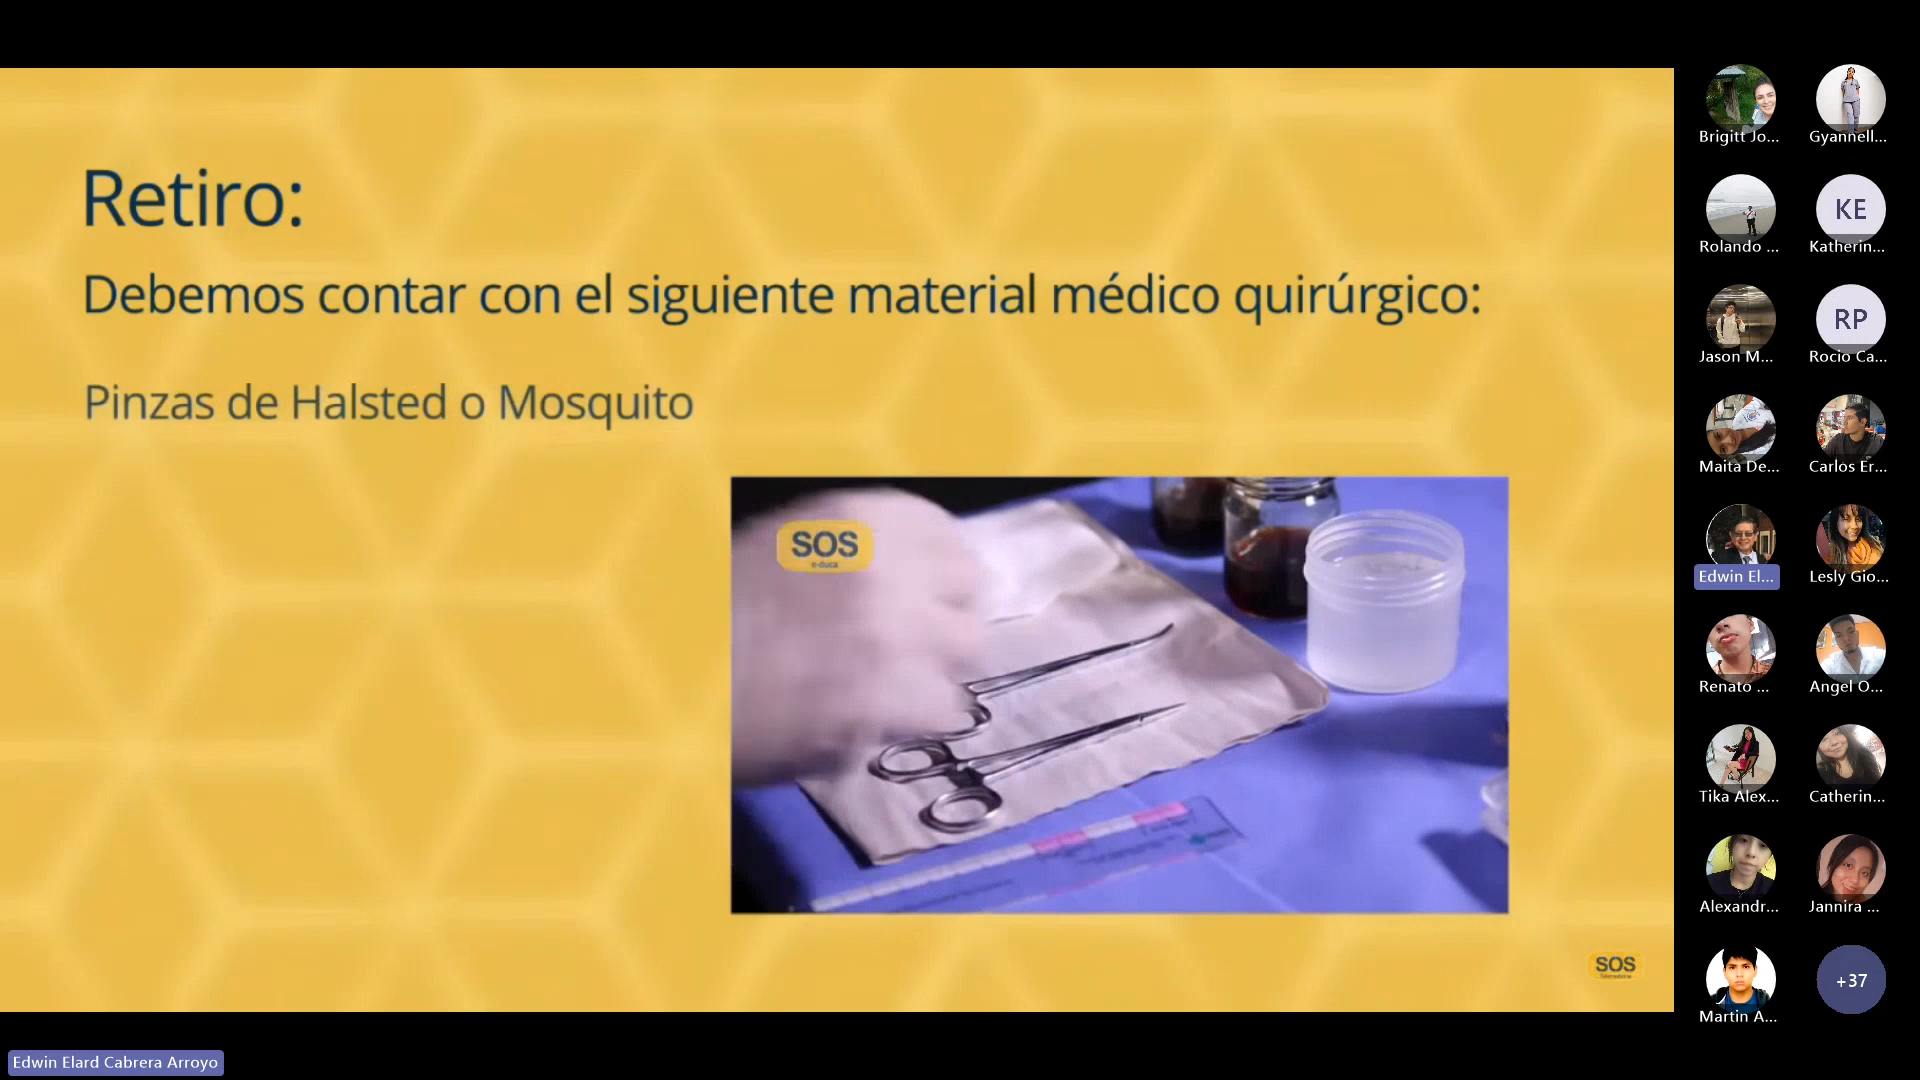 Retiro:
Debemos contar con el siguiente material médico quirúrgico:
Pinzas de Halsted o Mosquito
SOS
e-duca
SOS
Brigitt Jo...
Gyannell...
Rolando ...
KE
Katherin...
Jason M...
RP
Rocio Ca...
Maita De...
Carlos Er...
Edwin El...
Lesly Gio...
Renato ...
Angel O...
Tika Alex...
Catherin...
Alexandr...
Jannira ...
Martin A...
+37
Edwin Elard Cabrera Arroyo